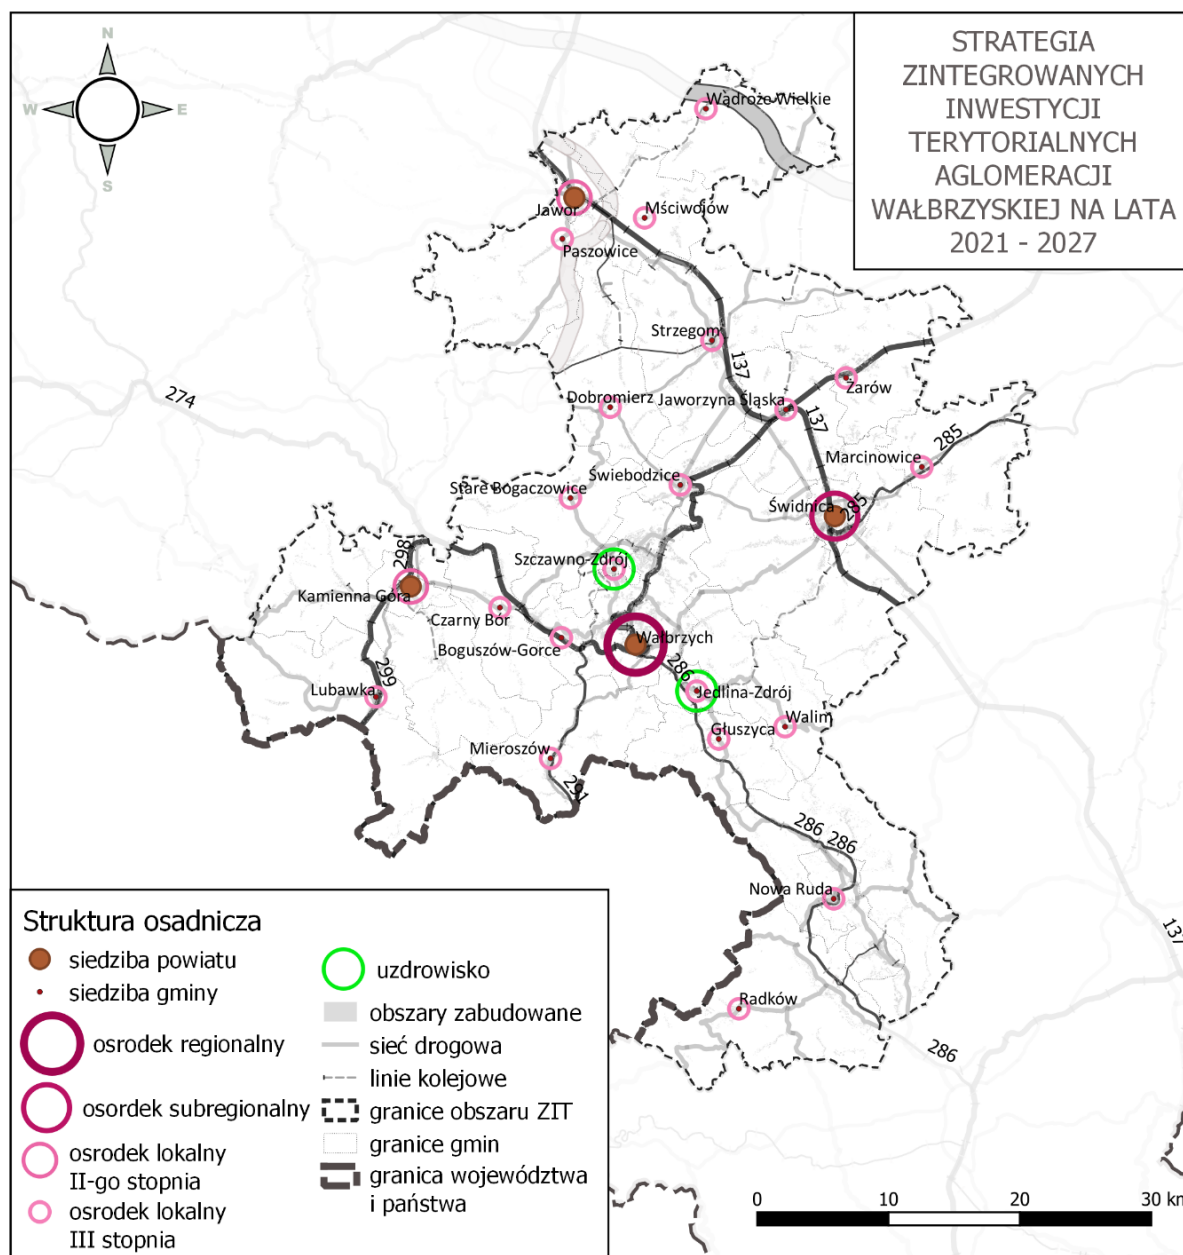 N
W
E
S
STRATEGIA
ZINTEGROWANYCH
INWESTYCJI
TERYTORIALNYCH
AGLOMERACJI
WAŁBRZYSKIEJ NA LATA
2021 - 2027
Wądroże Wielkie
Jawor
Mściwojów
Paszowice
Strzegom
137
274
Dobromierz
Jaworzyna Śląska
Żarów
137
285
Marcinowice
Świebodzice
Stare Bogaczowice
Świdnica
285
298
Szczawno-Zdrój
Kamienna Góra
Czarny Bór
Boguszów-Gorce
Wałbrzych
286
299
Lubawka
Jedlina-Zdrój
Walim
Głuszyca
Mieroszów
291
286
286
Nowa Ruda
137
Radków
286
Struktura osadnicza
siedziba powiatu
siedziba gminy
osrodek regionalny
osordek subregionalny
osrodek lokalny
II-go stopnia
osrodek lokalny
III stopnia
uzdrowisko
obszary zabudowane
sieć drogowa
linie kolejowe
granice obszaru ZIT
granice gmin
granica województwa
i państwa
0
10
20
30 km